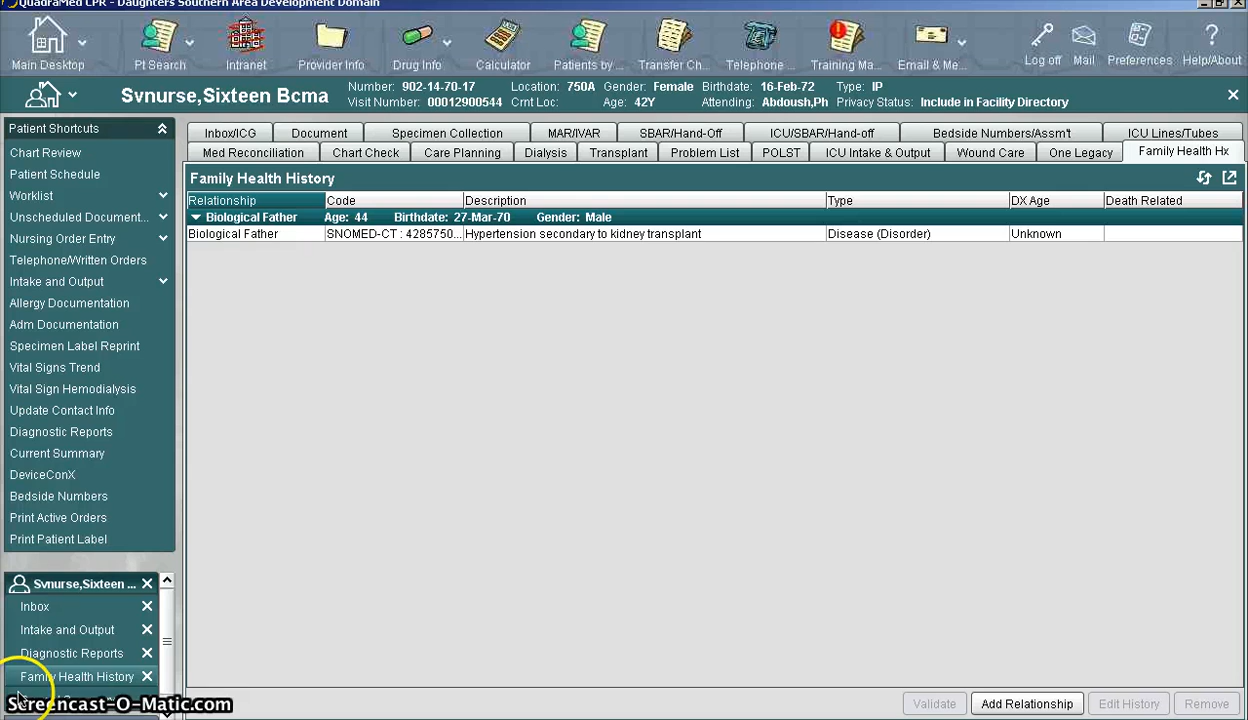 QuadraMed CPR - Daughters Southern Area Development Domain
Main Desktop
Pt Search
Intranet
Provider Info
Drug Info
Calculator
Patients by ...
Transfer Ch...
Telephone ...
Training Ma...
Email & Me...
Log off
Mail
Preferences
Help/About
Svnurse,Sixteen Bcma
Number: 902-14-70-17 Location: 750A Gender: Female Birthdate: 16-Feb-72 Type: IP
Visit Number: 00012900544 Crnt Loc: Age: 42Y Attending: Abdoush,Ph Privacy Status: Include in Facility Directory
Patient Shortcuts
Chart Review
Patient Schedule
Worklist
Unscheduled Document...
Nursing Order Entry
Telephone/Written Orders
Intake and Output
Allergy Documentation
Adm Documentation
Specimen Label Reprint
Vital Signs Trend
Vital Sign Hemodialysis
Update Contact Info
Diagnostic Reports
Current Summary
DeviceConX
Bedside Numbers
Print Active Orders
Print Patient Label
Svnurse,Sixteen ...
Inbox
Intake and Output
Diagnostic Reports
Family Health History
Inbox/ICG Document Specimen Collection MAR/IVAR SBAR/Hand-Off ICU/SBAR/Hand-off Bedside Numbers/Assm't ICU Lines/Tubes
Med Reconciliation Chart Check Care Planning Dialysis Transplant Problem List POLST ICU Intake & Output Wound Care One Legacy Family Health Hx
Family Health History
Relationship Code Description Type DX Age Death Related
Biological Father Age: 44 Birthdate: 27-Mar-70 Gender: Male
Biological Father SNOMED-CT : 4285750... Hypertension secondary to kidney transplant Disease (Disorder) Unknown
Validate Add Relationship Edit History Remove
Screencast-O-Matic.com